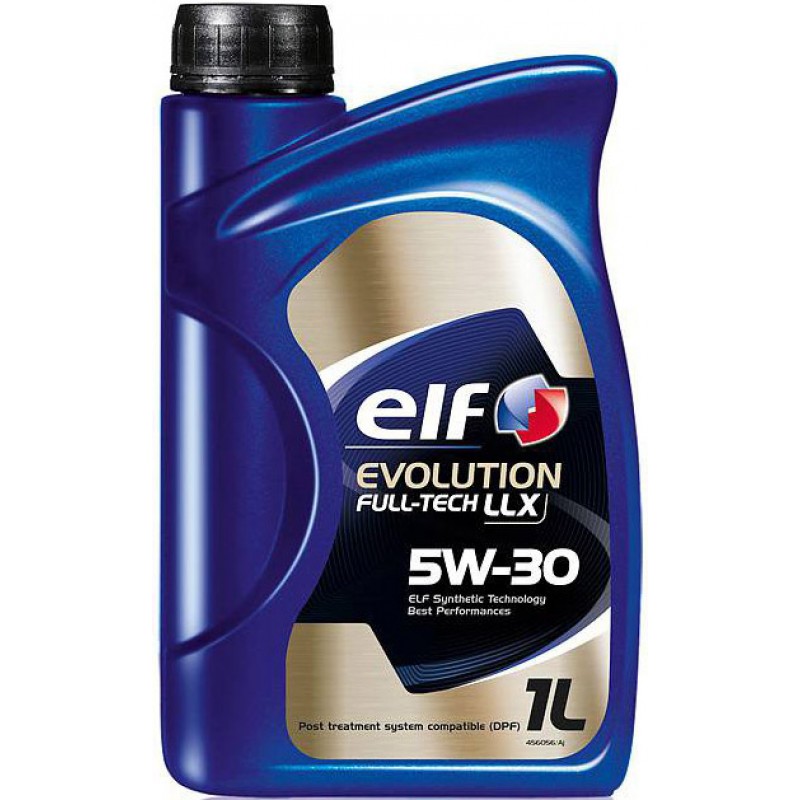 elf
EVOLUTION
FULL-TECH LLX
5W-30
ELF Synthetic Technology
Best Performances
1L
Post treatment system compatible (DPF)
456056/Aj